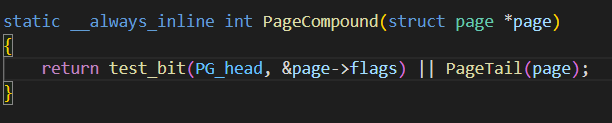 static __always_inline int PageCompound(struct page *page)
{
    return test_bit(PG_head, &page->flags) || PageTail(page);
}